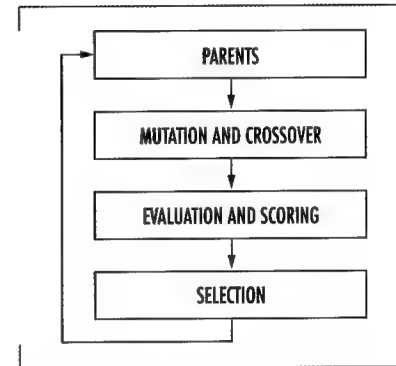 PARENTS
MUTATION AND CROSSOVER
EVALUATION AND SCORING
SELECTION